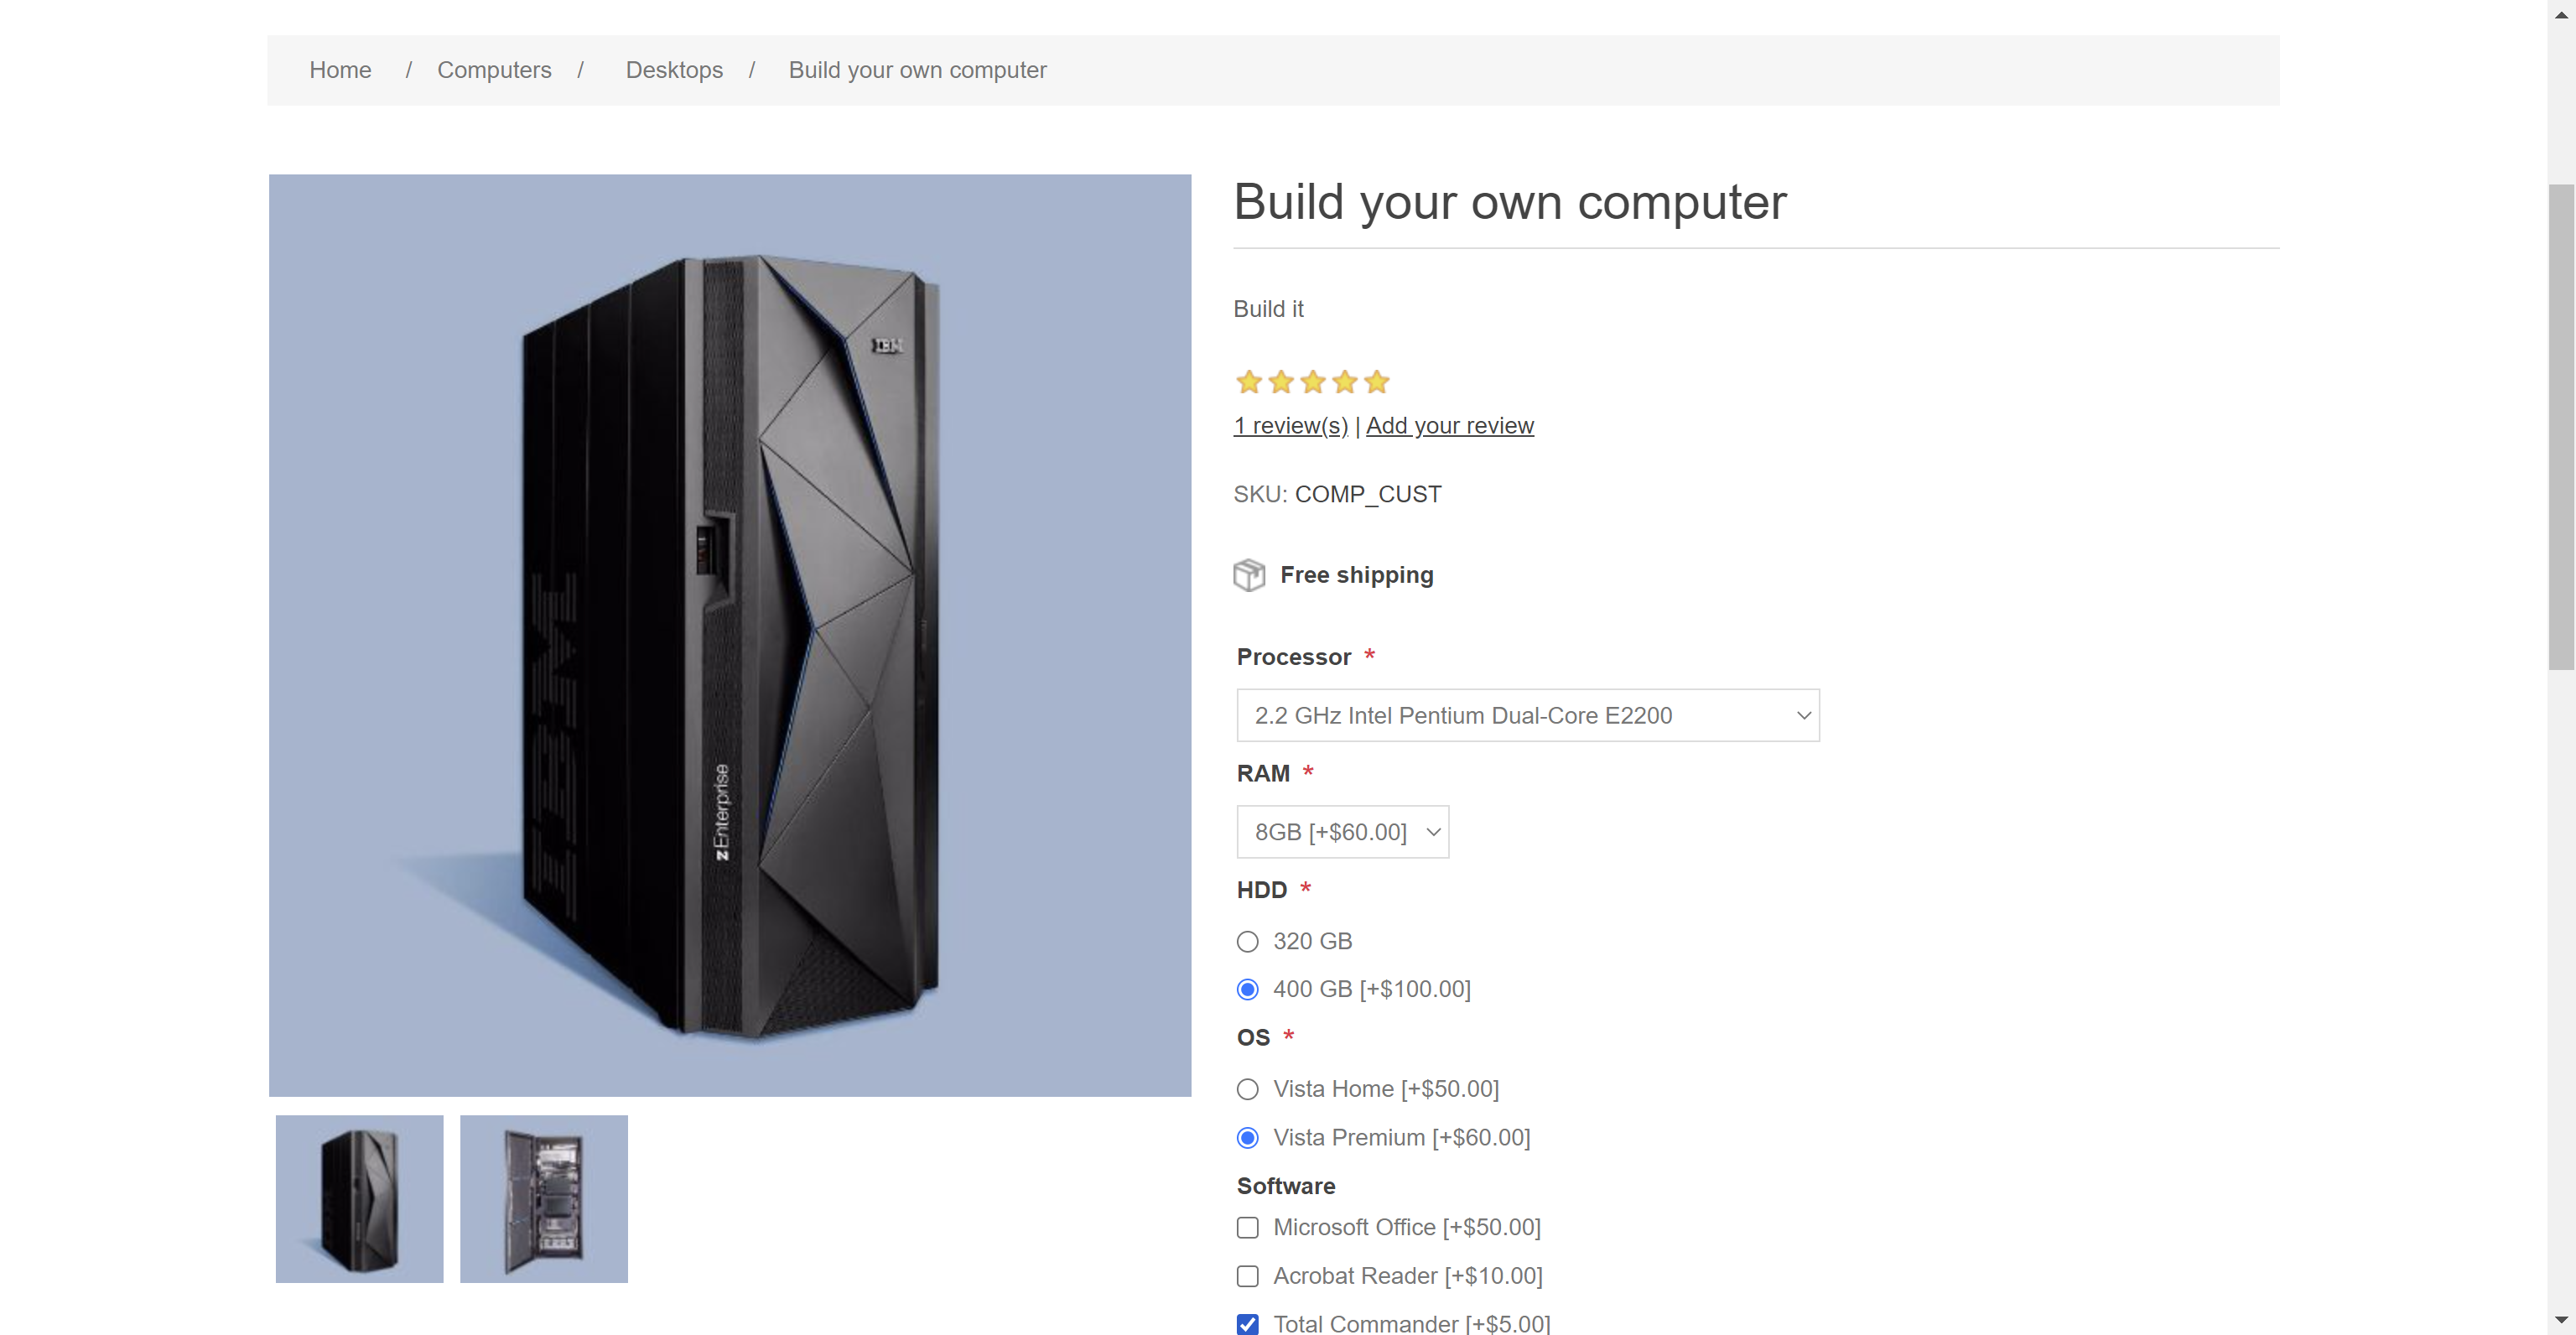 Home / Computers / Desktops / Build your own computer
IBM
IBM
zEnterprise
Build your own computer
Build it
1 review(s) | Add your review
SKU: COMP_CUST
Free shipping
Processor *
2.2 GHz Intel Pentium Dual-Core E2200
RAM *
8GB [+$60.00]
HDD *
320 GB
400 GB [+$100.00]
OS *
Vista Home [+$50.00]
Vista Premium [+$60.00]
Software
Microsoft Office [+$50.00]
Acrobat Reader [+$10.00]
Total Commander [+$5.00]